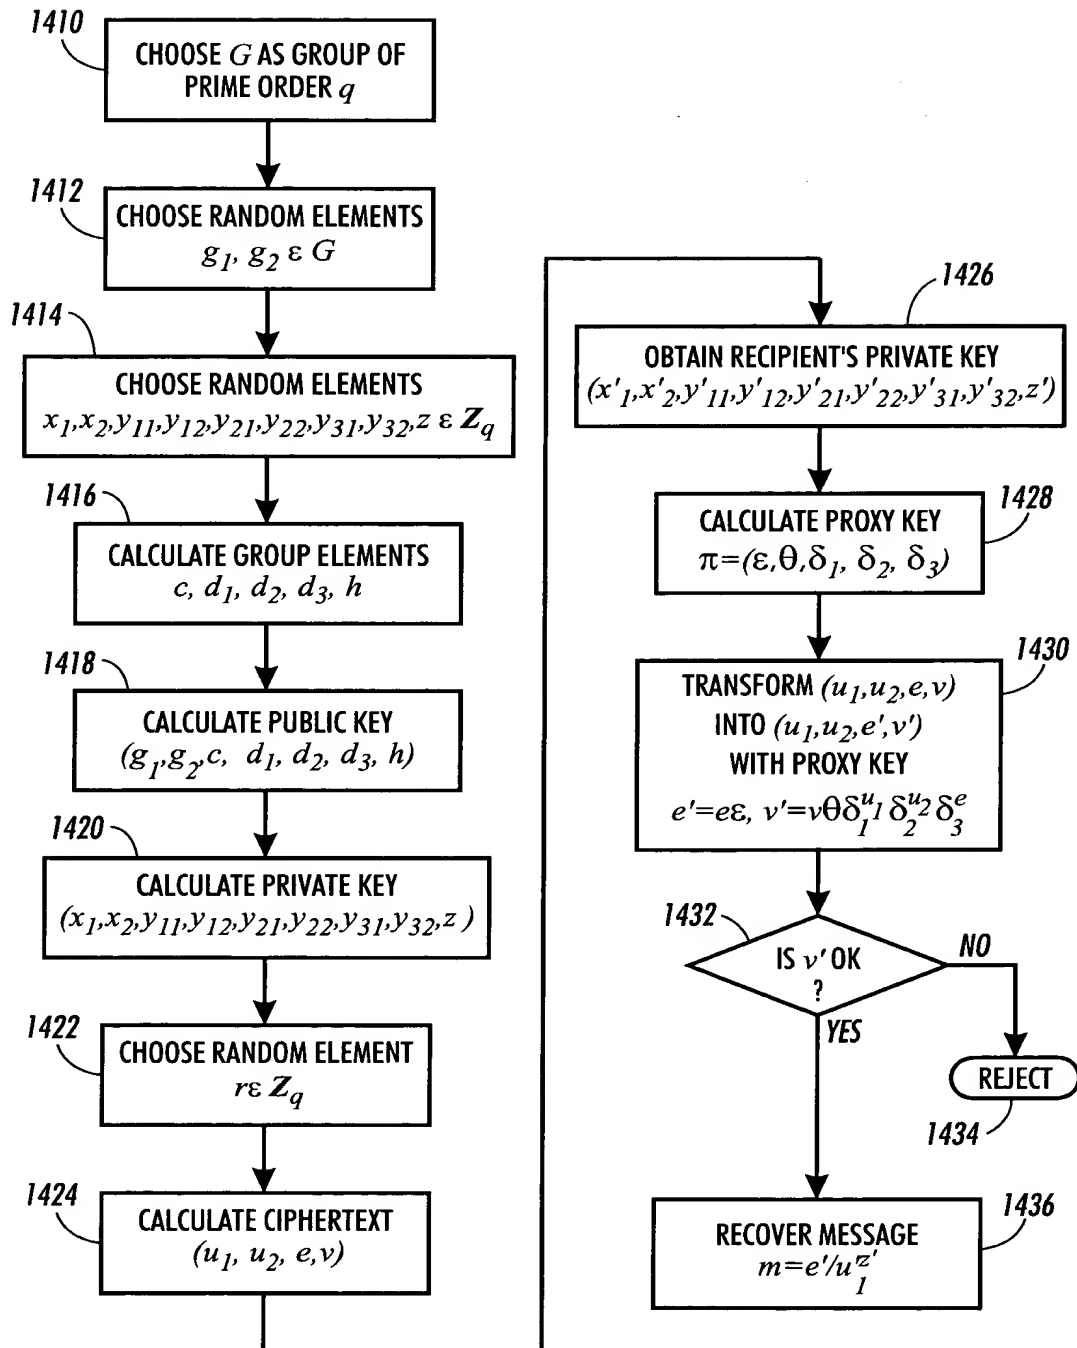 1410
CHOOSE G AS GROUP OF
PRIME ORDER q
1412
CHOOSE RANDOM ELEMENTS
g₁, g₂ ε G
1414
CHOOSE RANDOM ELEMENTS
x₁,x₂,y₁₁,y₁₂,y₂₁,y₂₂,y₃₁,y₃₂,z ε Z_q
1416
CALCULATE GROUP ELEMENTS
c, d₁, d₂, d₃, h
1418
CALCULATE PUBLIC KEY
(g₁,g₂,c, d₁, d₂, d₃, h)
1420
CALCULATE PRIVATE KEY
(x₁,x₂,y₁₁,y₁₂,y₂₁,y₂₂,y₃₁,y₃₂,z )
1422
CHOOSE RANDOM ELEMENT
rε Z_q
1424
CALCULATE CIPHERTEXT
(u₁, u₂, e,v)
1426
OBTAIN RECIPIENT'S PRIVATE KEY
(x'₁,x'₂,y'₁₁,y'₁₂,y'₂₁,y'₂₂,y'₃₁,y'₃₂,z')
1428
CALCULATE PROXY KEY
π=(ε,θ,δ₁, δ₂, δ₃)
1430
TRANSFORM (u₁,u₂,e,v)
INTO (u₁,u₂,e',v')
WITH PROXY KEY
e'=eε, v'=vθδ₁^u₁ δ₂^u₂ δ₃^e
1432
IS v' OK
?
NO
YES
REJECT
1434
1436
RECOVER MESSAGE
m=e'/u₁^z'